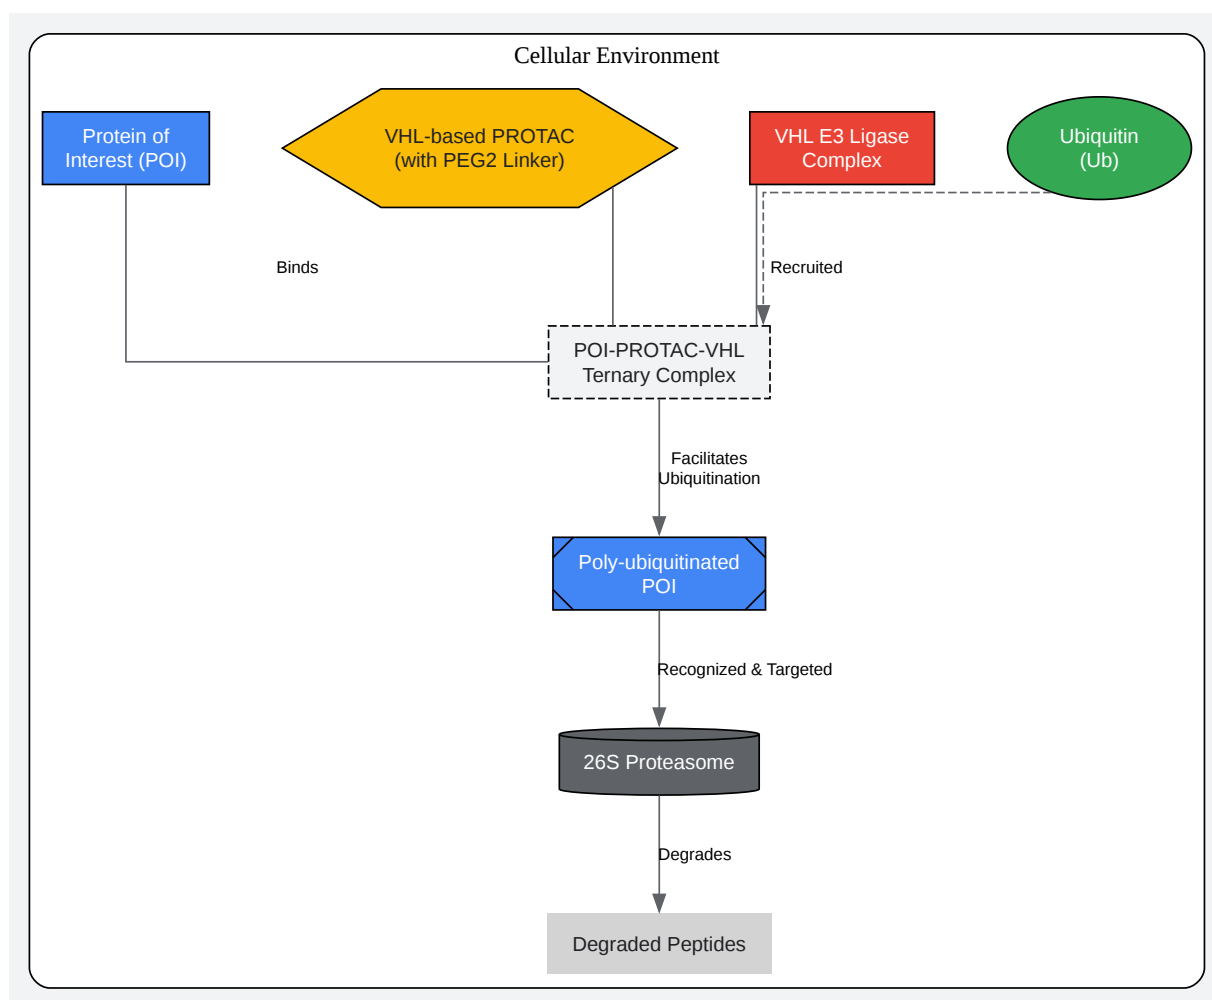 Cellular Environment
Protein of
Interest (POI)
VHL-based PROTAC
(with PEG2 Linker)
VHL E3 Ligase
Complex
Ubiquitin
(Ub)
Binds
Recruited
POI-PROTAC-VHL
Ternary Complex
Facilitates
Ubiquitination
Poly-ubiquitinated
POI
Recognized & Targeted
26S Proteasome
Degrades
Degraded Peptides